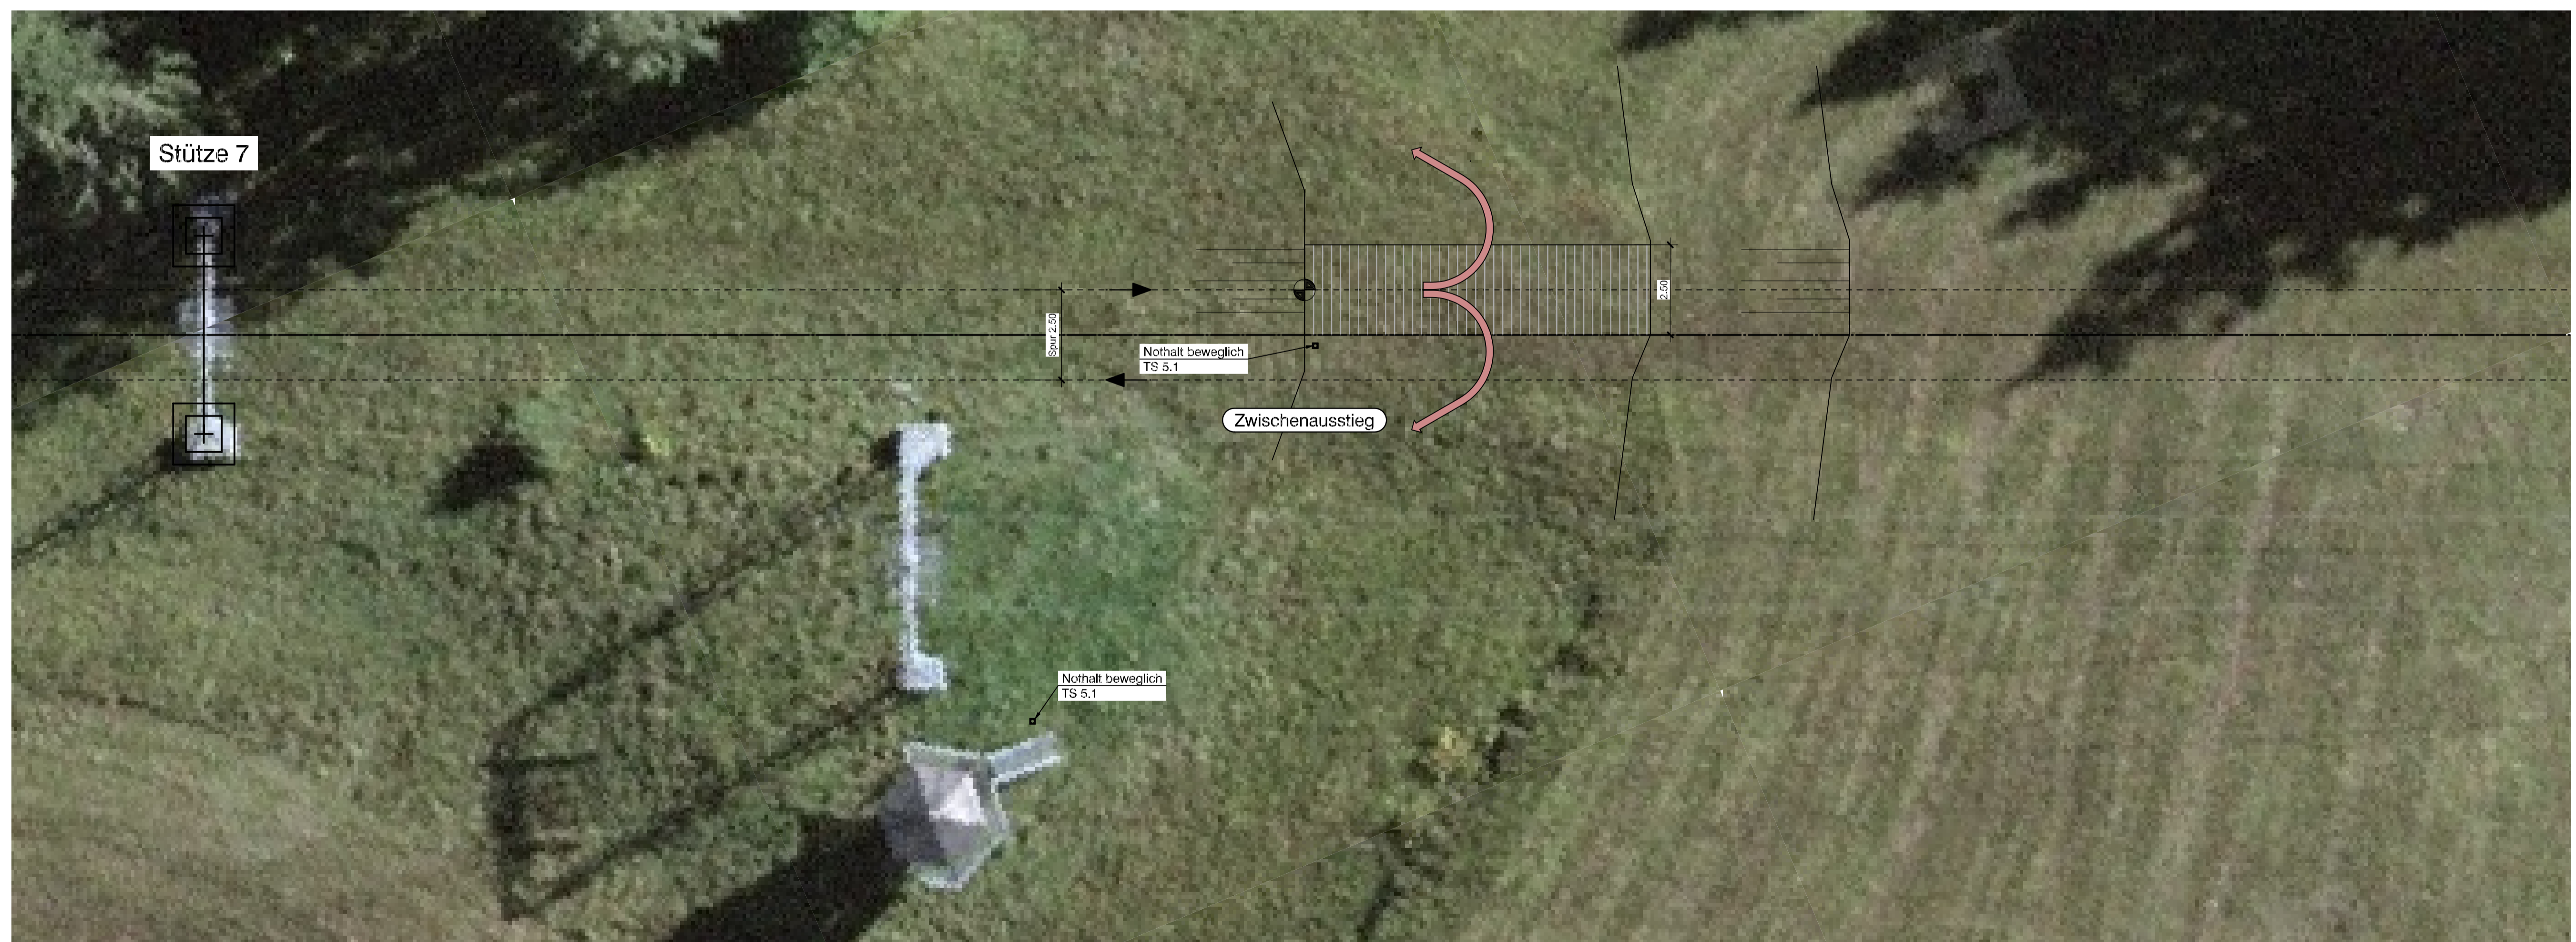 Stütze 7
2.50
Spur 2.50
Nothalt beweglich
TS 5.1
Zwischenausstieg
Nothalt beweglich
TS 5.1